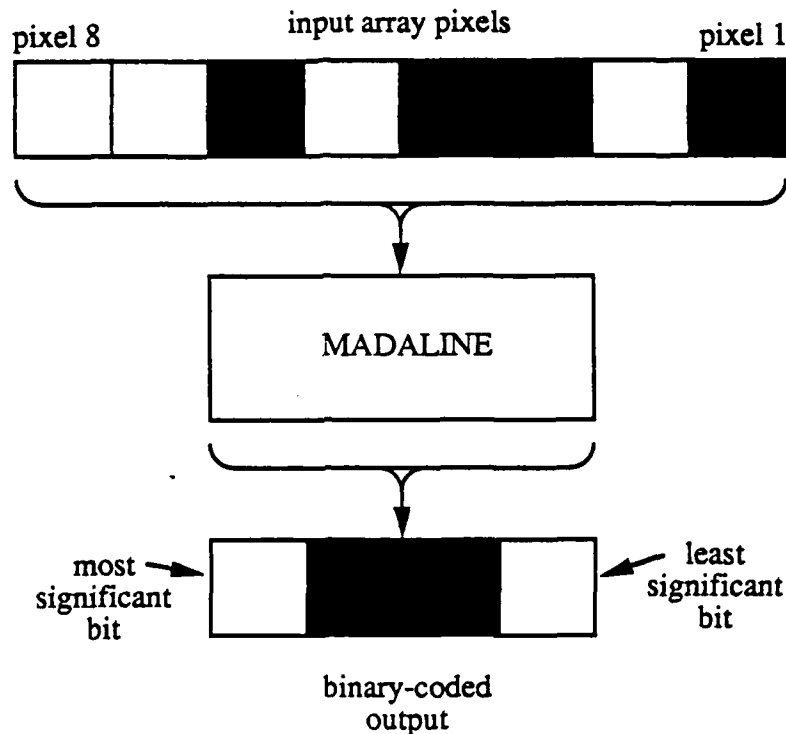 pixel 8
input array pixels
pixel 1
MADALINE
most
significant
bit
least
significant
bit
binary-coded
output